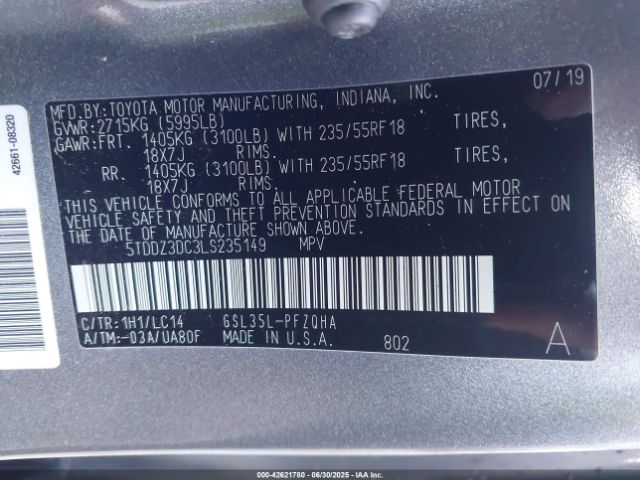 MFD.BY:TOYOTA MOTOR MANUFACTURING, INDIANA, INC. 07/19
GVWR:2715KG (5995LB)
GAWR:FRT. 1405KG (3100LB) WITH 235/55RF18 TIRES,
18X7J RIMS.
RR. 1405KG (3100LB) WITH 235/55RF18 TIRES,
18X7J RIMS.
THIS VEHICLE CONFORMS TO ALL APPLICABLE FEDERAL MOTOR
VEHICLE SAFETY AND THEFT PREVENTION STANDARDS IN EFFECT ON
THE DATE OF MANUFACTURE SHOWN ABOVE.
5TDDZ3DC3LS235149 MPV
C/TR:1H1/LC14 GSL35L-PFZQHA
A/TM:-03A/UA80F MADE IN U.S.A. 802 A
42661-08320
000-42621780 - 06/30/2025 - IAA Inc.